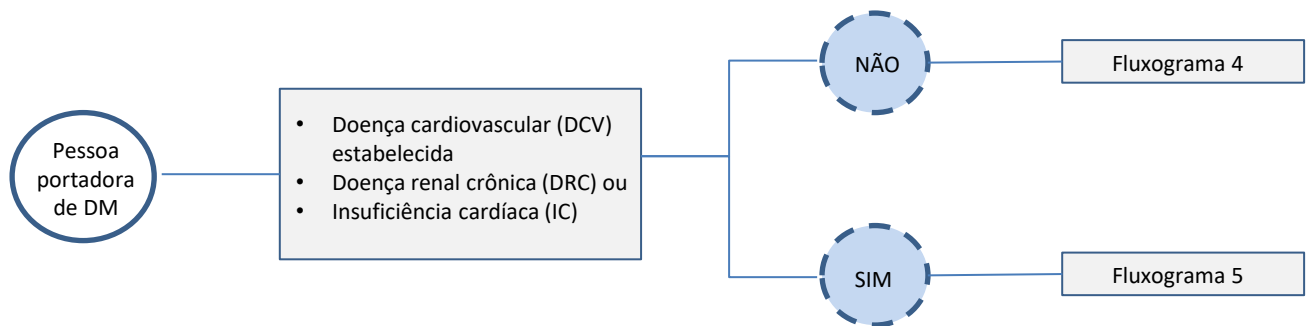 Pessoa
portadora
de DM
• Doença cardiovascular (DCV)
estabelecida
• Doença renal crônica (DRC) ou
• Insuficiência cardíaca (IC)
NÃO
Fluxograma 4
SIM
Fluxograma 5